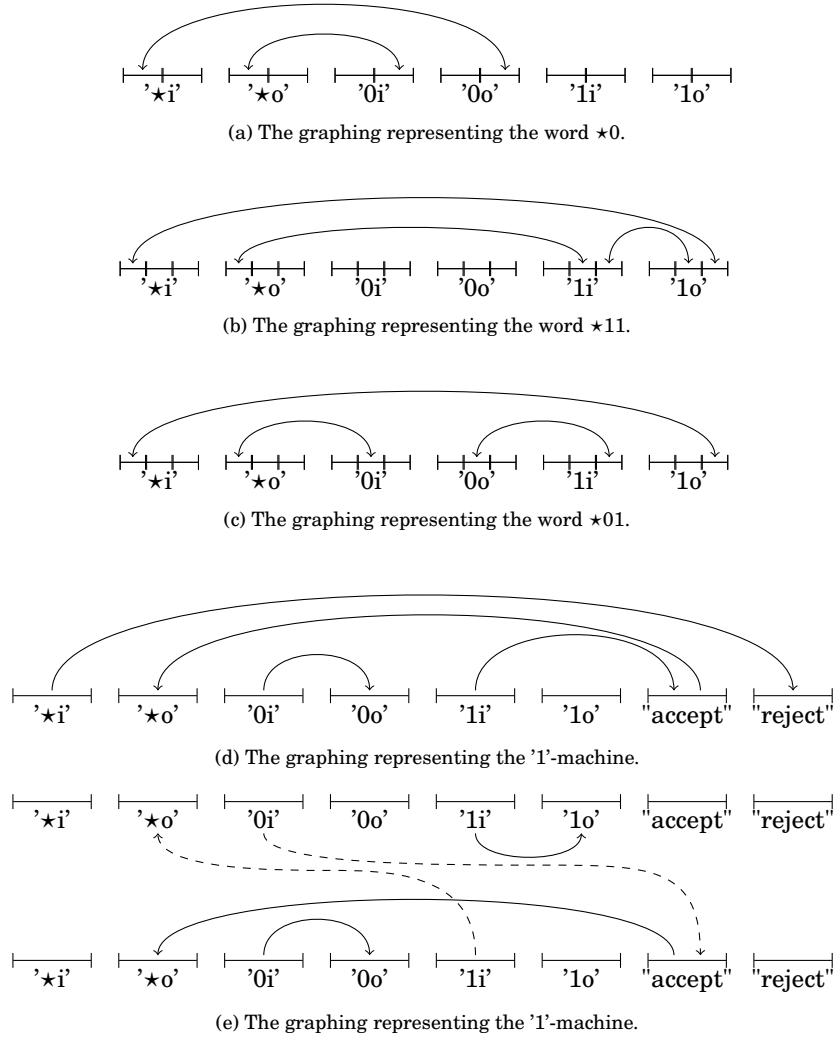 '⋆i' '⋆o' '0i' '0o' '1i' '1o'
(a) The graphing representing the word ⋆0.
'⋆i' '⋆o' '0i' '0o' '1i' '1o'
(b) The graphing representing the word ⋆11.
'⋆i' '⋆o' '0i' '0o' '1i' '1o'
(c) The graphing representing the word ⋆01.
'⋆i' '⋆o' '0i' '0o' '1i' '1o' "accept" "reject"
(d) The graphing representing the '1'-machine.
'⋆i' '⋆o' '0i' '0o' '1i' '1o' "accept" "reject"
'⋆i' '⋆o' '0i' '0o' '1i' '1o' "accept" "reject"
(e) The graphing representing the '1'-machine.